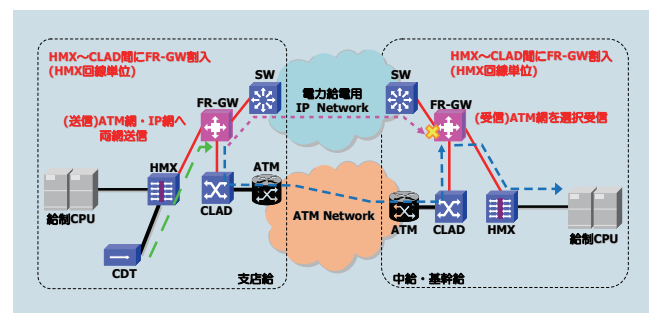 HMX～CLAD間にFR-GW割入
(HMX回線単位)
SW
FR-GW
(送信)ATM網・IP網へ
両網送信
HMX
ATM
CLAD
給制CPU
CDT
支店給
電力給電用
IP Network
ATM Network
HMX～CLAD間にFR-GW割入
(HMX回線単位)
SW
FR-GW
(受信)ATM網を選択受信
ATM
CLAD
HMX
給制CPU
中給・基幹給